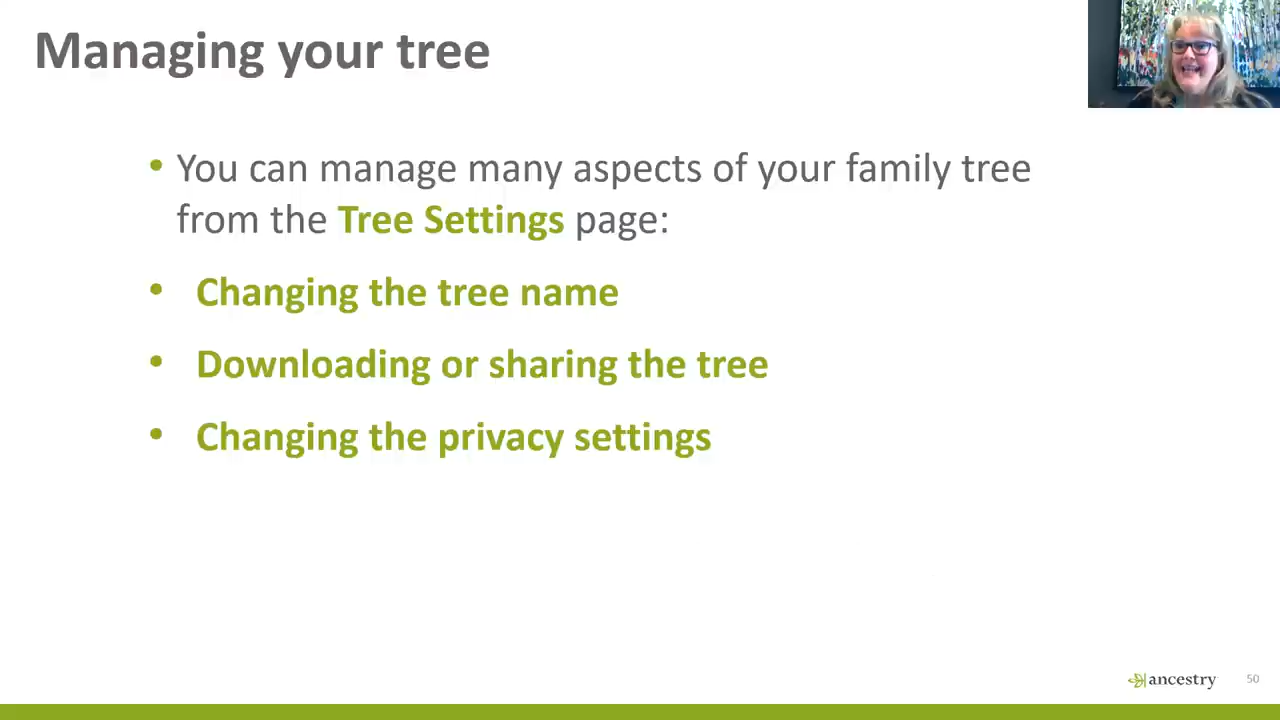 Managing your tree
• You can manage many aspects of your family tree
from the Tree Settings page:
• Changing the tree name
• Downloading or sharing the tree
• Changing the privacy settings
ancestry 50